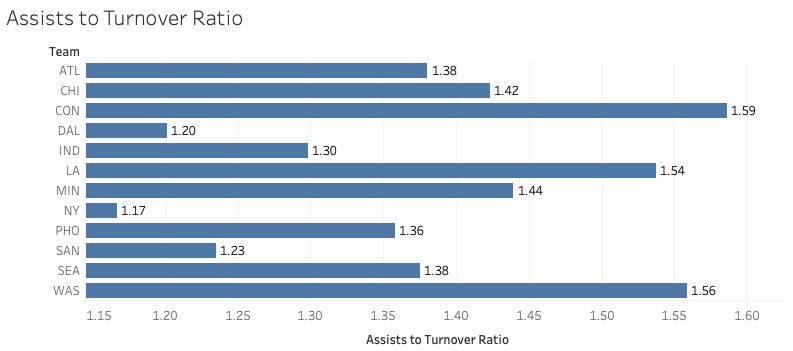 Assists to Turnover Ratio
Team
ATL 1.38
CHI 1.42
CON 1.59
DAL 1.20
IND 1.30
LA 1.54
MIN 1.44
NY 1.17
PHO 1.36
SAN 1.23
SEA 1.38
WAS 1.56
1.15 1.20 1.25 1.30 1.35 1.40 1.45 1.50 1.55 1.60
Assists to Turnover Ratio